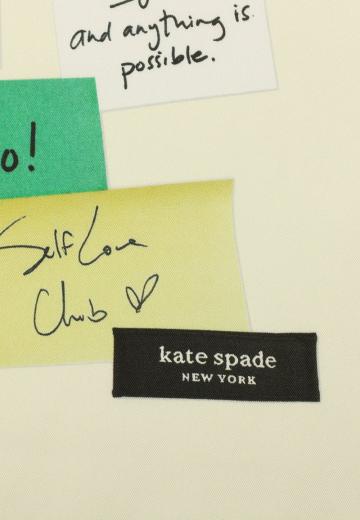 and anything is
possible.
o!
Self Love
Club ♡
kate spade
NEW YORK